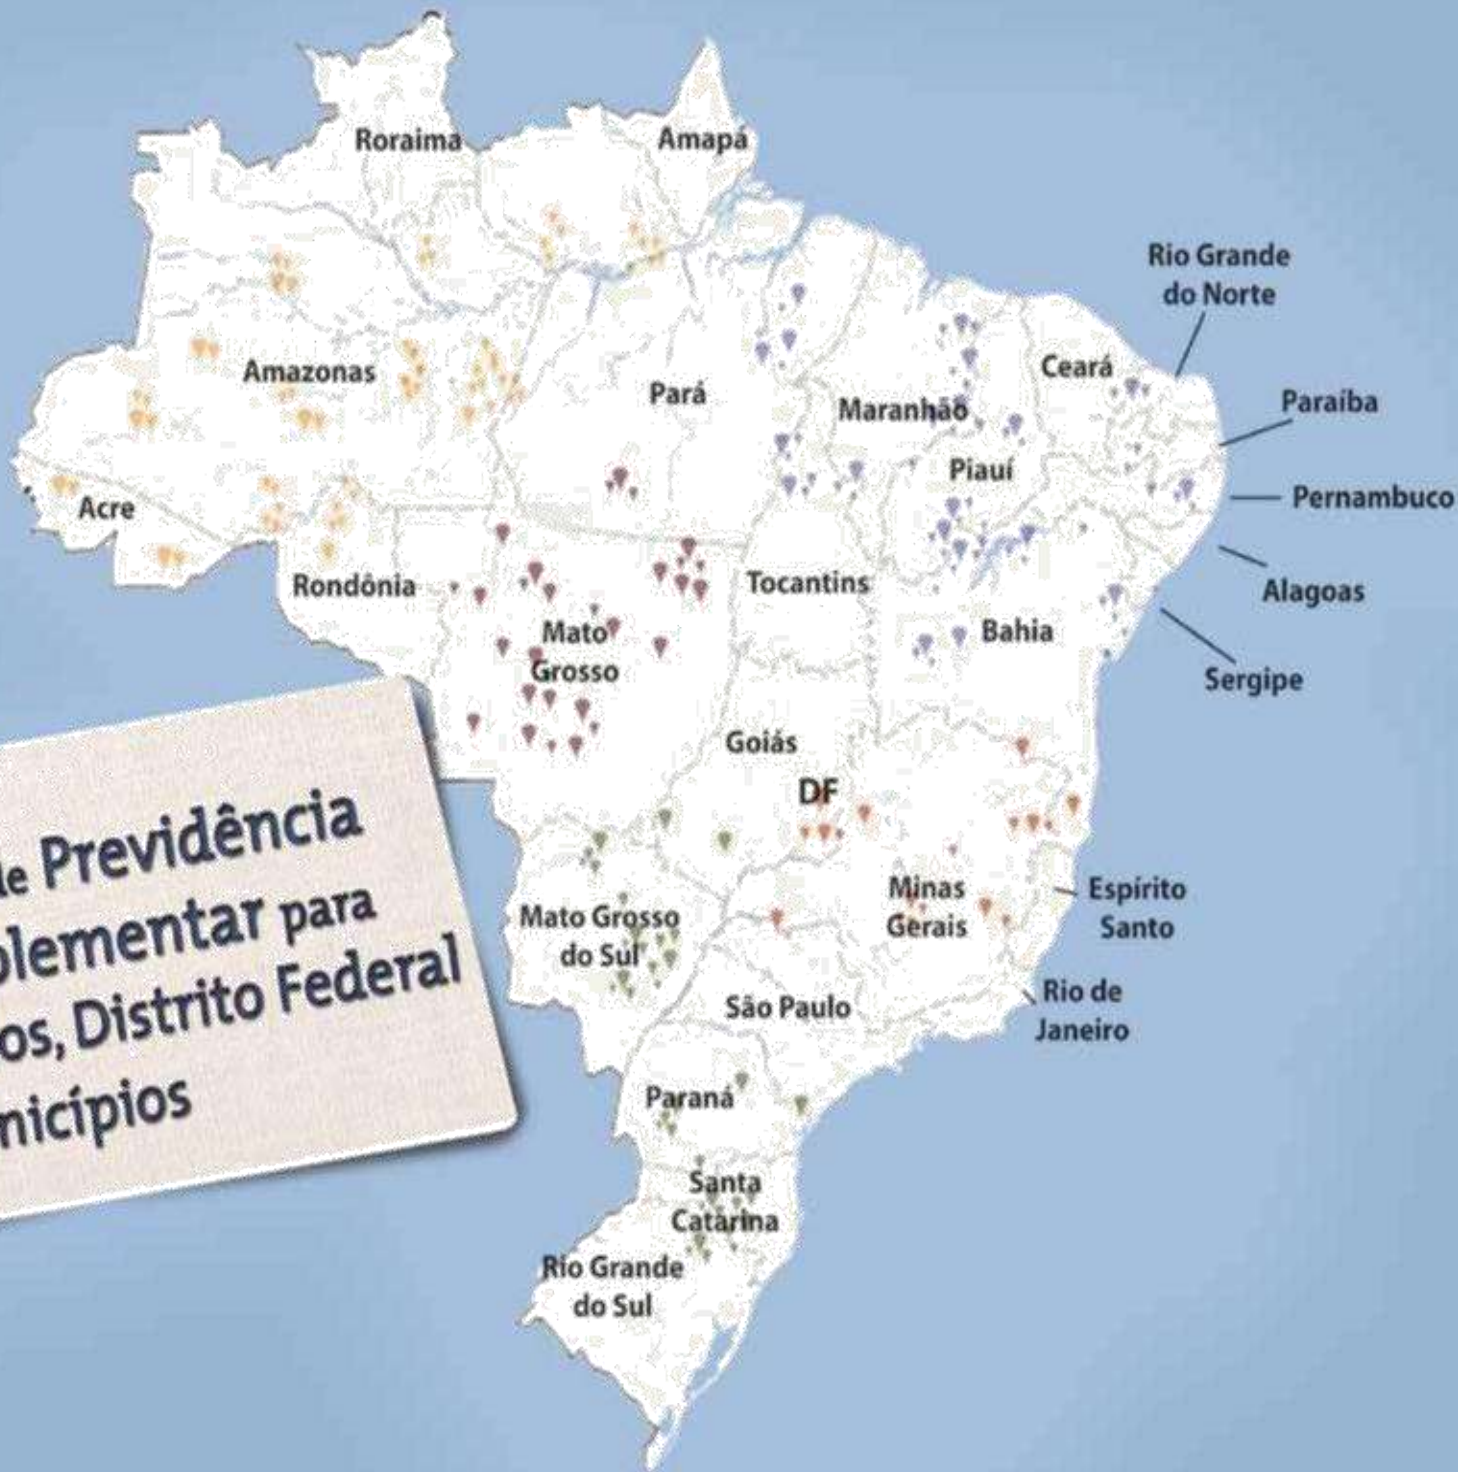 Roraima
Amapá
Rio Grande
do Norte
Amazonas
Pará
Ceará
Maranhão
Paraíba
Piauí
Pernambuco
Acre
Rondônia
Tocantins
Alagoas
Mato
Grosso
Bahia
Sergipe
Goiás
DF
de Previdência
plementar para
os, Distrito Federal
nicípios
Mato Grosso
do Sul
Minas
Gerais
Espírito
Santo
São Paulo
Rio de
Janeiro
Paraná
Santa
Catarina
Rio Grande
do Sul